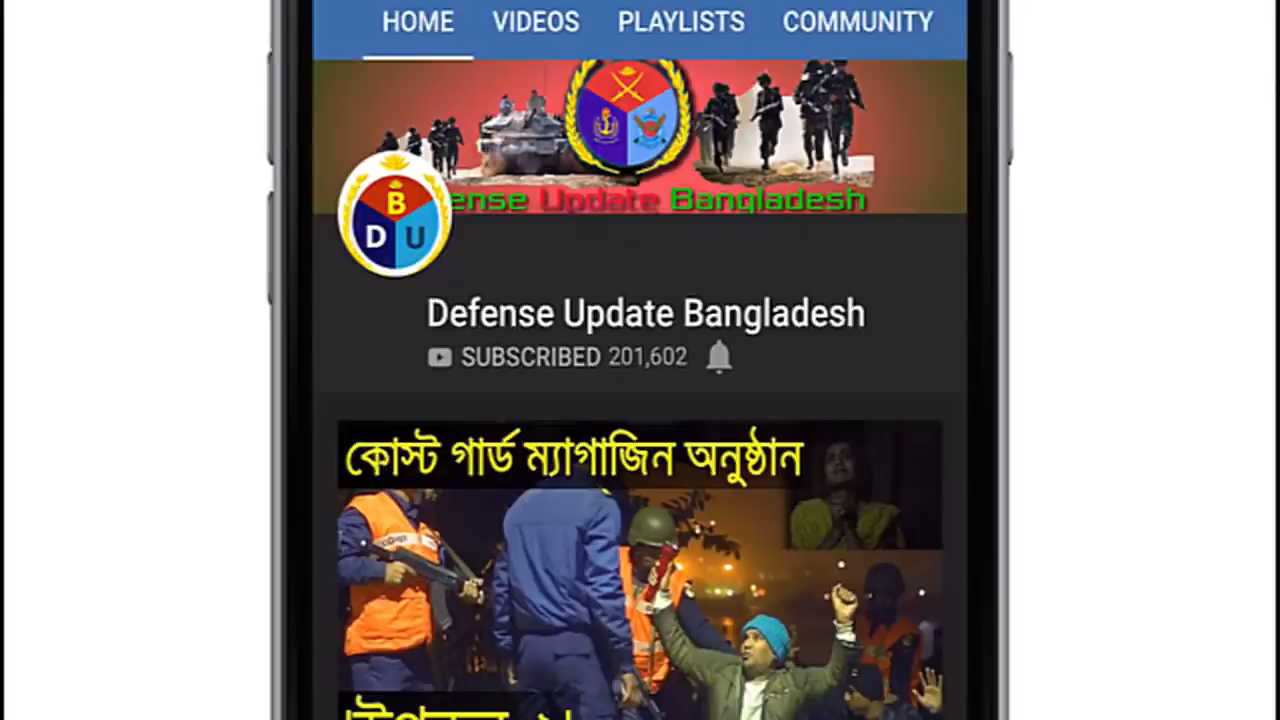 HOME VIDEOS PLAYLISTS COMMUNITY
ense Update Bangladesh
B
D U
Defense Update Bangladesh
SUBSCRIBED 201,602
কোস্ট গার্ড ম্যাগাজিন অনুষ্ঠান